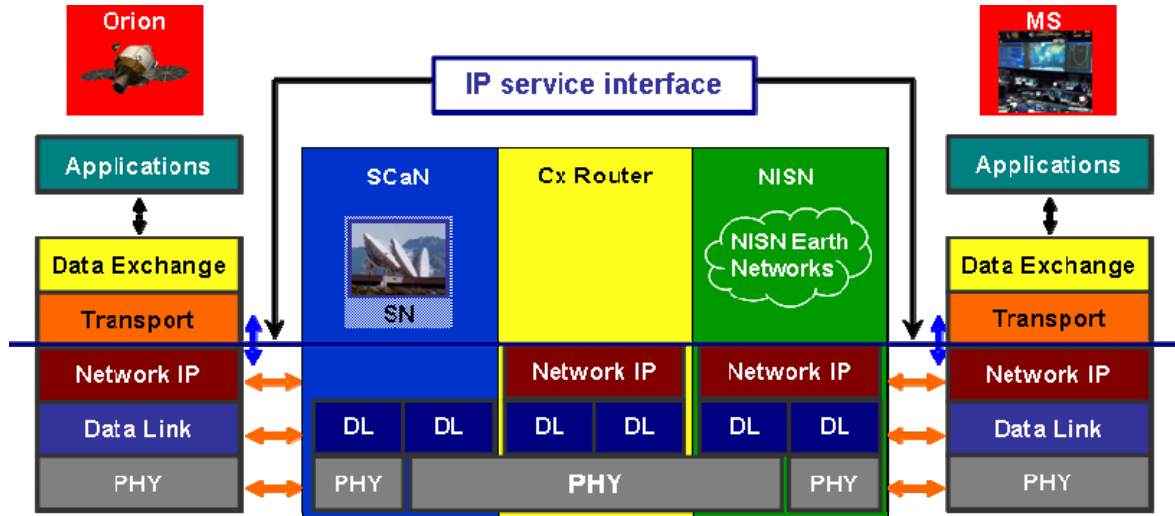 Orion
MS
IP service interface
Applications
SCaN
Cx Router
NISN
Applications
NISN Earth
Networks
Data Exchange
SN
Data Exchange
Transport
Transport
Network IP
Network IP
Network IP
Network IP
Data Link
DL
DL
DL
DL
DL
DL
Data Link
PHY
PHY
PHY
PHY
PHY